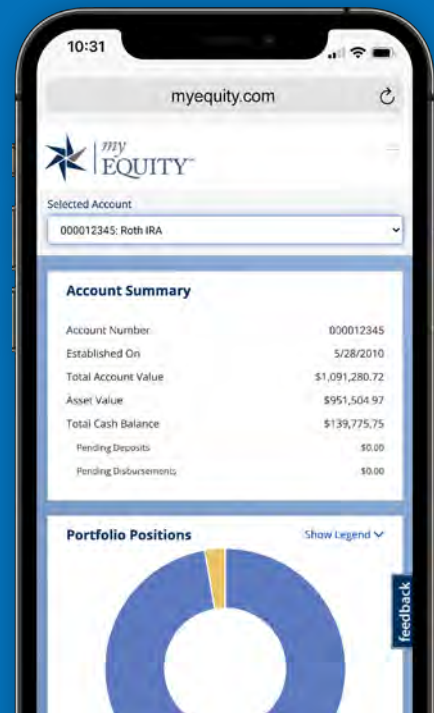 10:31
myequity.com
my
EQUITY
Selected Account
000012345: Roth IRA
Account Summary
Account Number 000012345
Established On 5/28/2010
Total Account Value $1,091,280.72
Asset Value $951,504.97
Total Cash Balance $139,775.75
Pending Deposits $0.00
Pending Disbursements $0.00
Portfolio Positions Show Legend
feedback